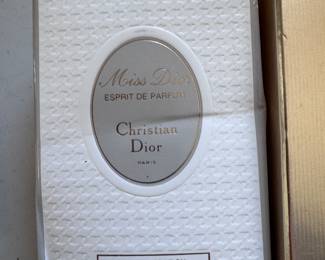 Miss Dior
ESPRIT DE PARFUM
Christian
Dior
PARIS